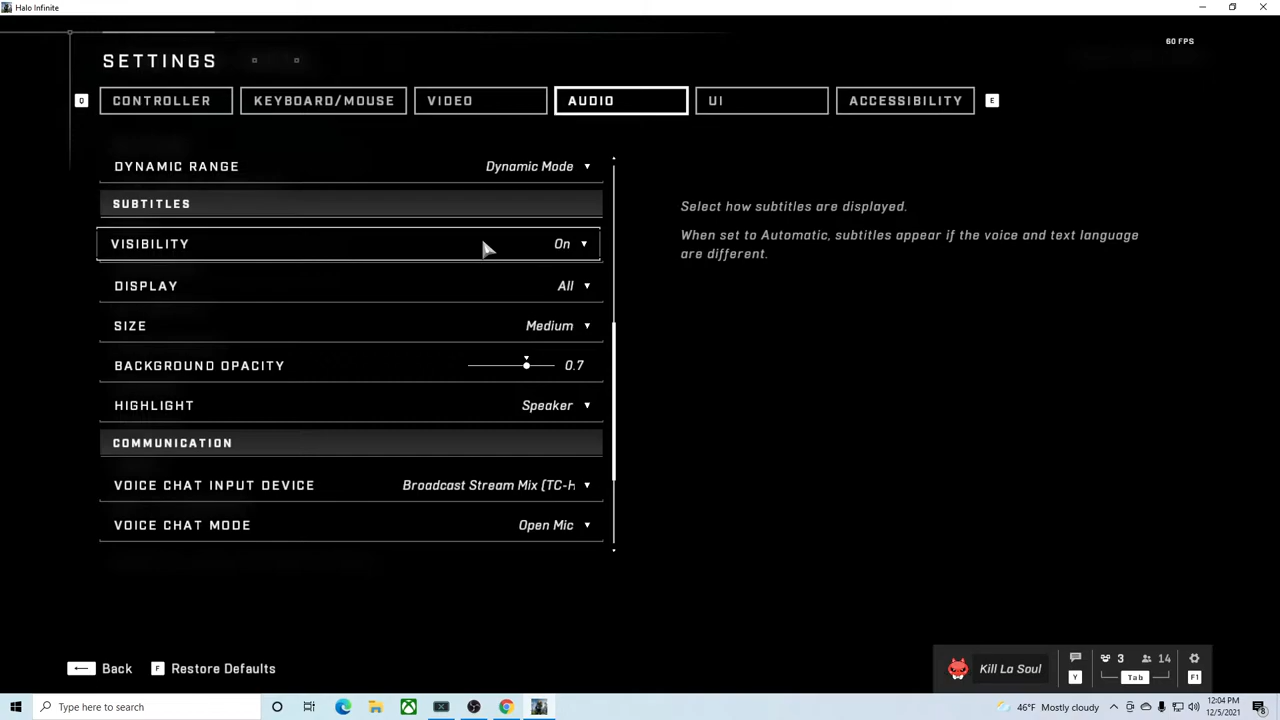 Halo Infinite
60 FPS
SETTINGS
Q CONTROLLER KEYBOARD/MOUSE VIDEO AUDIO UI ACCESSIBILITY E
DYNAMIC RANGE Dynamic Mode
SUBTITLES
VISIBILITY On
DISPLAY All
SIZE Medium
BACKGROUND OPACITY 0.7
HIGHLIGHT Speaker
COMMUNICATION
VOICE CHAT INPUT DEVICE Broadcast Stream Mix (TC-H
VOICE CHAT MODE Open Mic
Select how subtitles are displayed.
When set to Automatic, subtitles appear if the voice and text language
are different.
Back F Restore Defaults
Kill La Soul 3 14
Y Tab F1
Type here to search
46°F Mostly cloudy
12:04 PM
12/5/2021